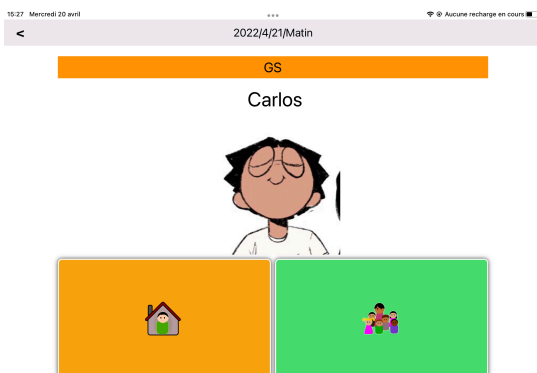 15:27 Mercredi 20 avril Aucune recharge en cours
< 2022/4/21/Matin
GS
Carlos